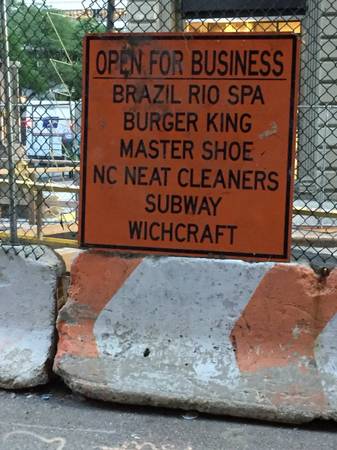 OPEN FOR BUSINESS
BRAZIL RIO SPA
BURGER KING
MASTER SHOE
NC NEAT CLEANERS
SUBWAY
WICHCRAFT